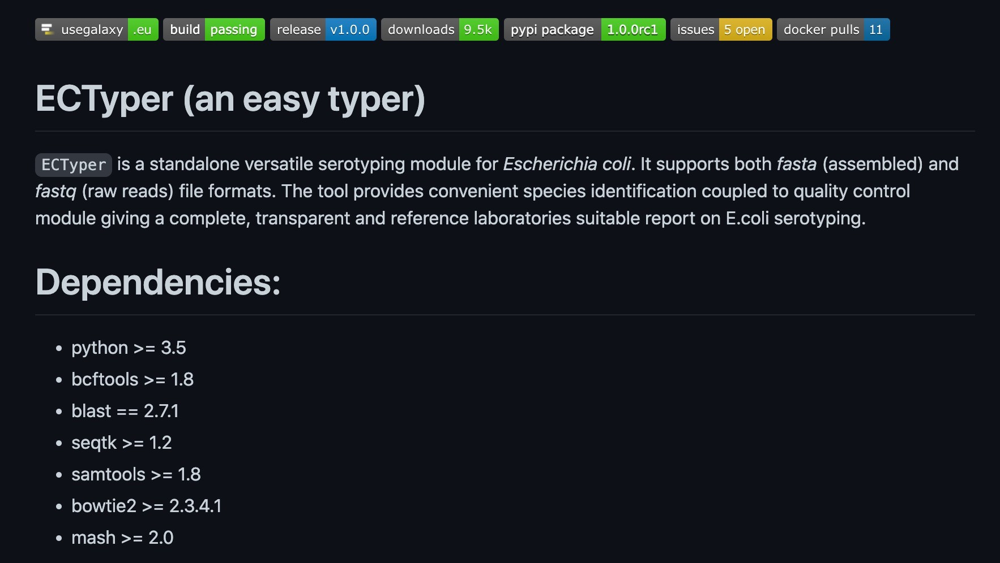 usegalaxy .eu build passing release v1.0.0 downloads 9.5k pypi package 1.0.0rc1 issues 5 open docker pulls 11
ECTyper (an easy typer)
ECTyper is a standalone versatile serotyping module for Escherichia coli. It supports both fasta (assembled) and
fastq (raw reads) file formats. The tool provides convenient species identification coupled to quality control
module giving a complete, transparent and reference laboratories suitable report on E.coli serotyping.
Dependencies:
• python >= 3.5
• bcftools >= 1.8
• blast == 2.7.1
• seqtk >= 1.2
• samtools >= 1.8
• bowtie2 >= 2.3.4.1
• mash >= 2.0